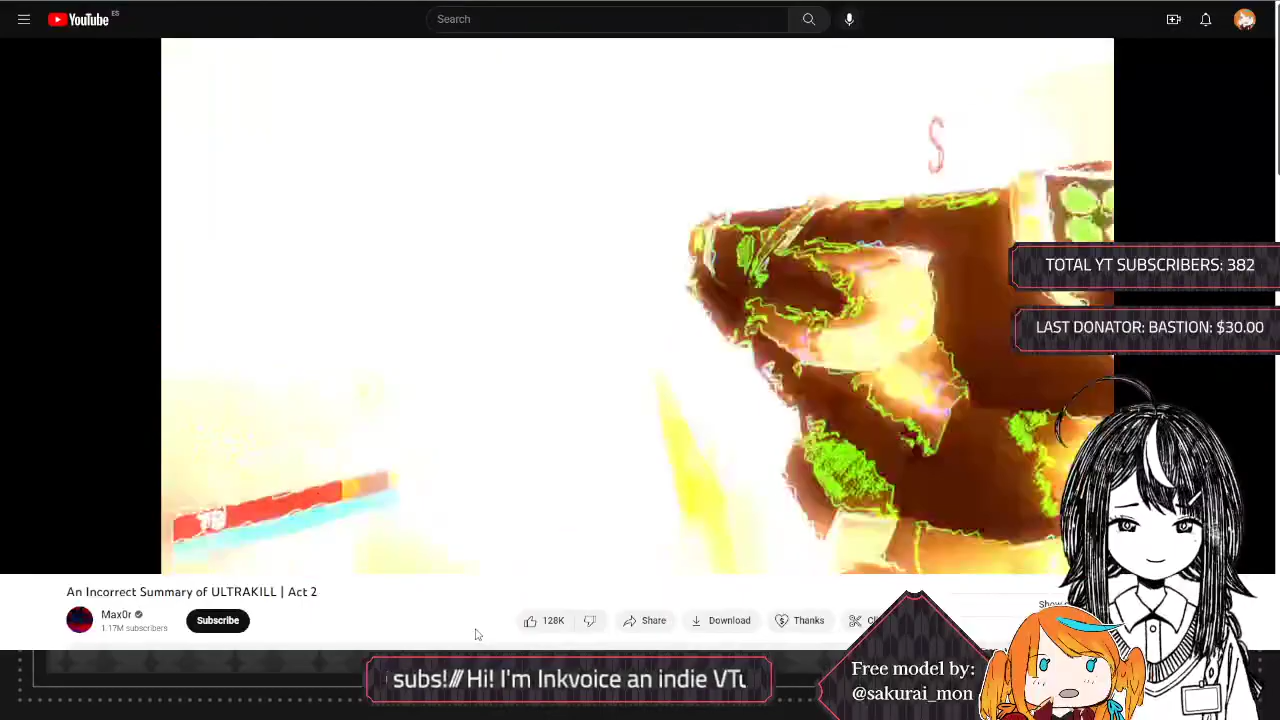 YouTube ES
Search
S
TOTAL YT SUBSCRIBERS: 382
LAST DONATOR: BASTION: $30.00
An Incorrect Summary of ULTRAKILL | Act 2
Max0r
1.17M subscribers
Subscribe
128K
Share
Download
Thanks
subs!///Hi! I'm Inkvoice an indie VTu
Free model by:
@sakurai_mon